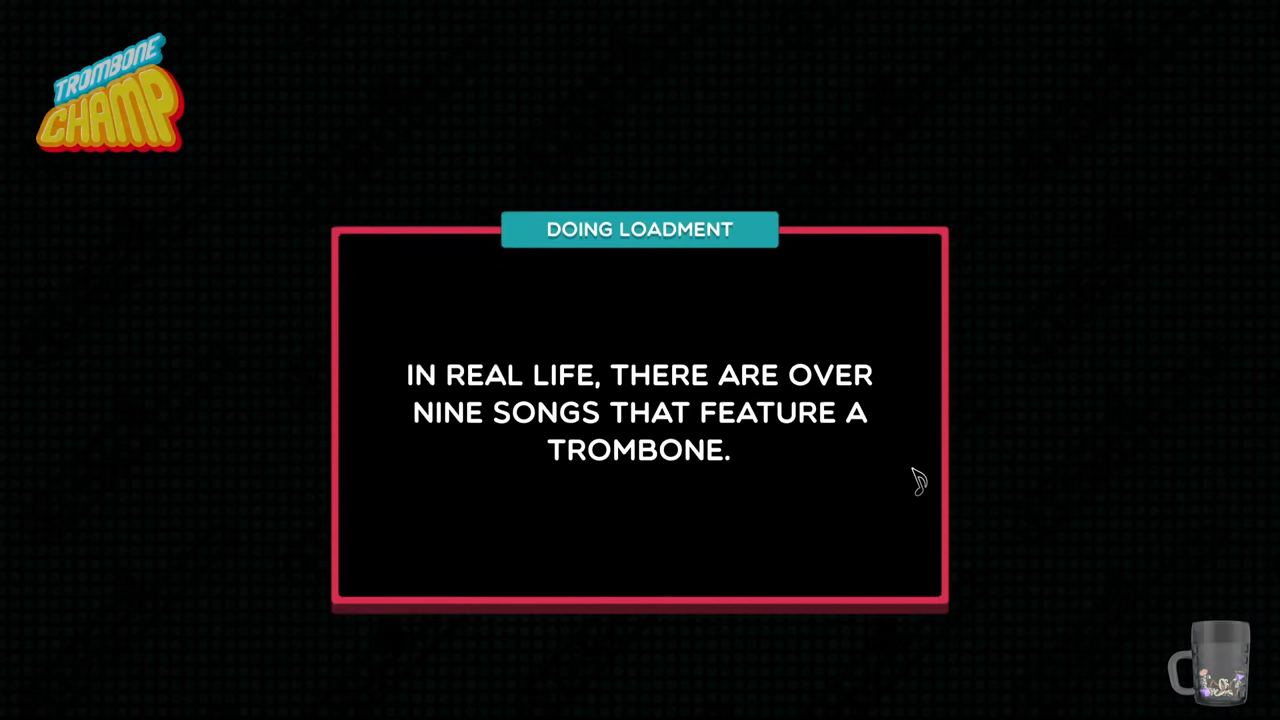 TROMBONE
CHAMP
DOING LOADMENT
IN REAL LIFE, THERE ARE OVER
NINE SONGS THAT FEATURE A
TROMBONE.